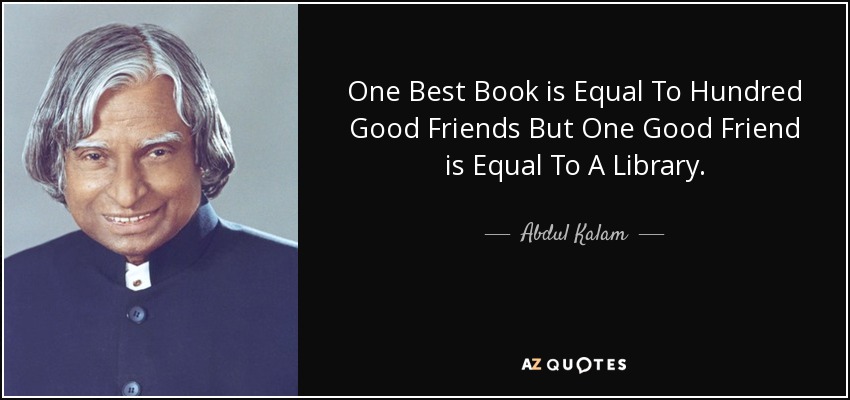 One Best Book is Equal To Hundred
Good Friends But One Good Friend
is Equal To A Library.
Abdul Kalam
AZ QUOTES